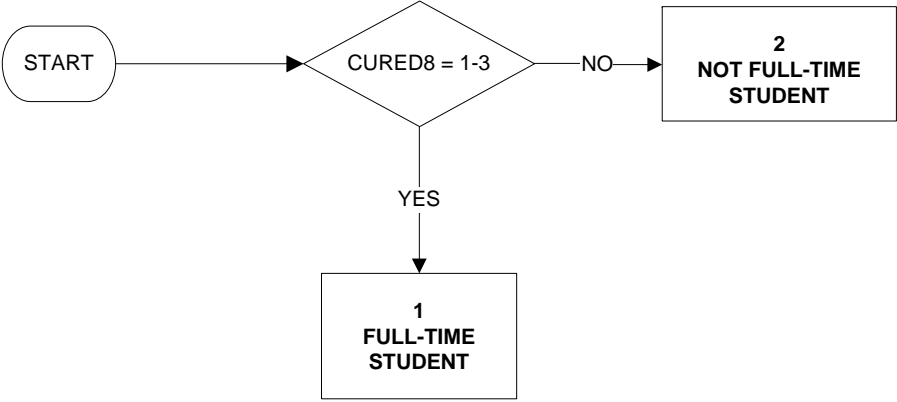 START
CURED8 = 1-3
NO
2
NOT FULL-TIME
STUDENT
YES
1
FULL-TIME
STUDENT